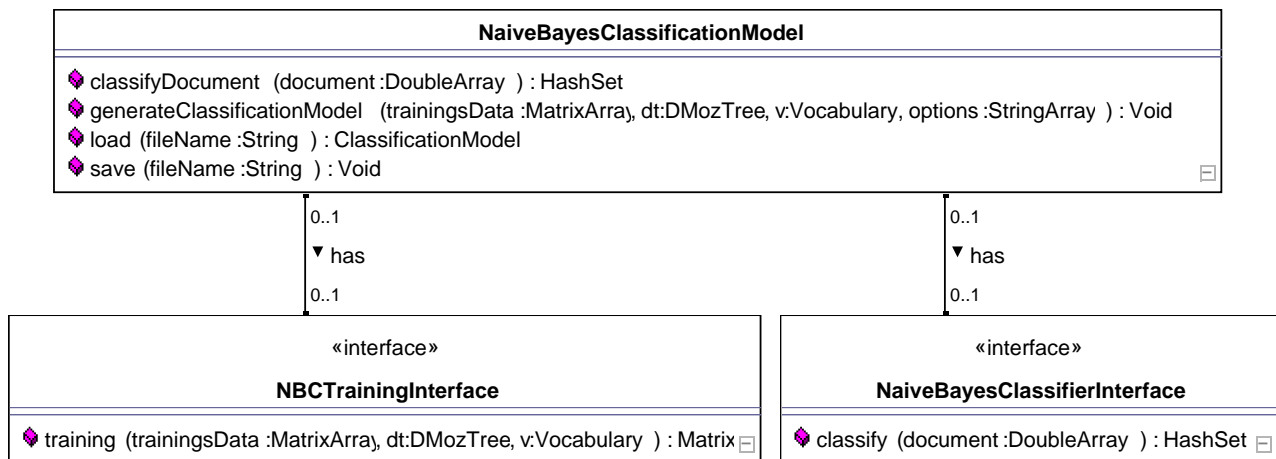 NaiveBayesClassificationModel
classifyDocument (document :DoubleArray ) : HashSet
generateClassificationModel (trainingsData :MatrixArray, dt:DMozTree, v:Vocabulary, options :StringArray ) : Void
load (fileName :String ) : ClassificationModel
save (fileName :String ) : Void
0..1 0..1
▼ has ▼ has
0..1 0..1
«interface» «interface»
NBCTrainingInterface NaiveBayesClassifierInterface
training (trainingsData :MatrixArray, dt:DMozTree, v:Vocabulary ) : Matrix classify (document :DoubleArray ) : HashSet